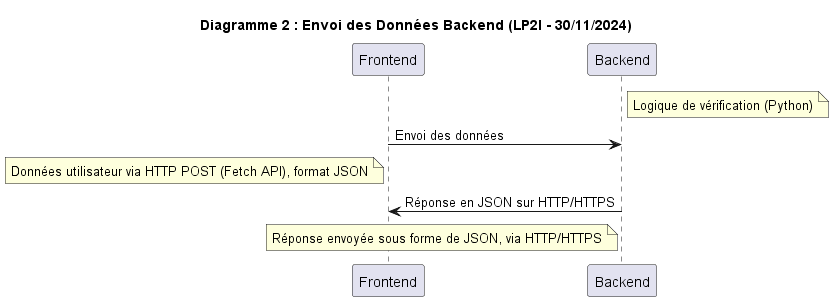 Diagramme 2 : Envoi des Données Backend (LP2I - 30/11/2024)
Frontend
Backend
Logique de vérification (Python)
Envoi des données
Données utilisateur via HTTP POST (Fetch API), format JSON
Réponse en JSON sur HTTP/HTTPS
Réponse envoyée sous forme de JSON, via HTTP/HTTPS
Frontend
Backend